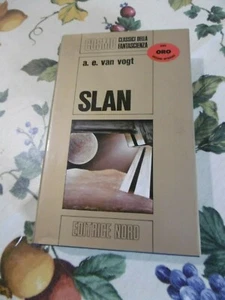 COSMO CLASSICI DELLA
FANTASCIENZA
ORO
a. e. van vogt
SLAN
EDITRICE NORD